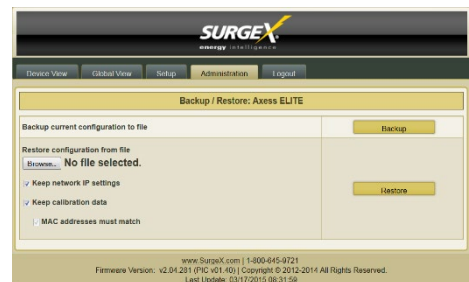 SURGEX
energy intelligence
Device View Global View Setup Administration Logout
Backup / Restore: Axess ELITE
Backup current configuration to file
Backup
Restore configuration from file
Browse... No file selected.
Keep network IP settings
Restore
Keep calibration data
MAC addresses must match
www.SurgeX.com | 1-800-645-9721
Firmware Version: v2.04.281 (PIC v01.40) | Copyright © 2012-2014 All Rights Reserved.
Last Update: 03/17/2015 08:31:59